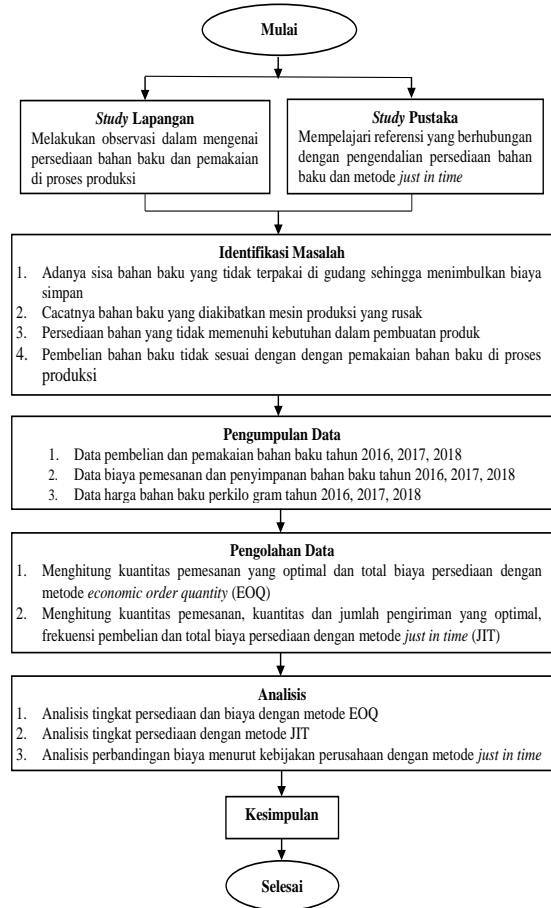 Mulai
Study Lapangan
Melakukan observasi dalam mengenai
persediaan bahan baku dan pemakaian
di proses produksi
Study Pustaka
Mempelajari referensi yang berhubungan
dengan pengendalian persediaan bahan
baku dan metode just in time
Identifikasi Masalah
1. Adanya sisa bahan baku yang tidak terpakai di gudang sehingga menimbulkan biaya
simpan
2. Cacatnya bahan baku yang diakibatkan mesin produksi yang rusak
3. Persediaan bahan yang tidak memenuhi kebutuhan dalam pembuatan produk
4. Pembelian bahan baku tidak sesuai dengan dengan pemakaian bahan baku di proses
produksi
Pengumpulan Data
1. Data pembelian dan pemakaian bahan baku tahun 2016, 2017, 2018
2. Data biaya pemesanan dan penyimpanan bahan baku tahun 2016, 2017, 2018
3. Data harga bahan baku perkilo gram tahun 2016, 2017, 2018
Pengolahan Data
1. Menghitung kuantitas pemesanan yang optimal dan total biaya persediaan dengan
metode economic order quantity (EOQ)
2. Menghitung kuantitas pemesanan, kuantitas dan jumlah pengiriman yang optimal,
frekuensi pembelian dan total biaya persediaan dengan metode just in time (JIT)
Analisis
1. Analisis tingkat persediaan dan biaya dengan metode EOQ
2. Analisis tingkat persediaan dengan metode JIT
3. Analisis perbandingan biaya menurut kebijakan perusahaan dengan metode just in time
Kesimpulan
Selesai